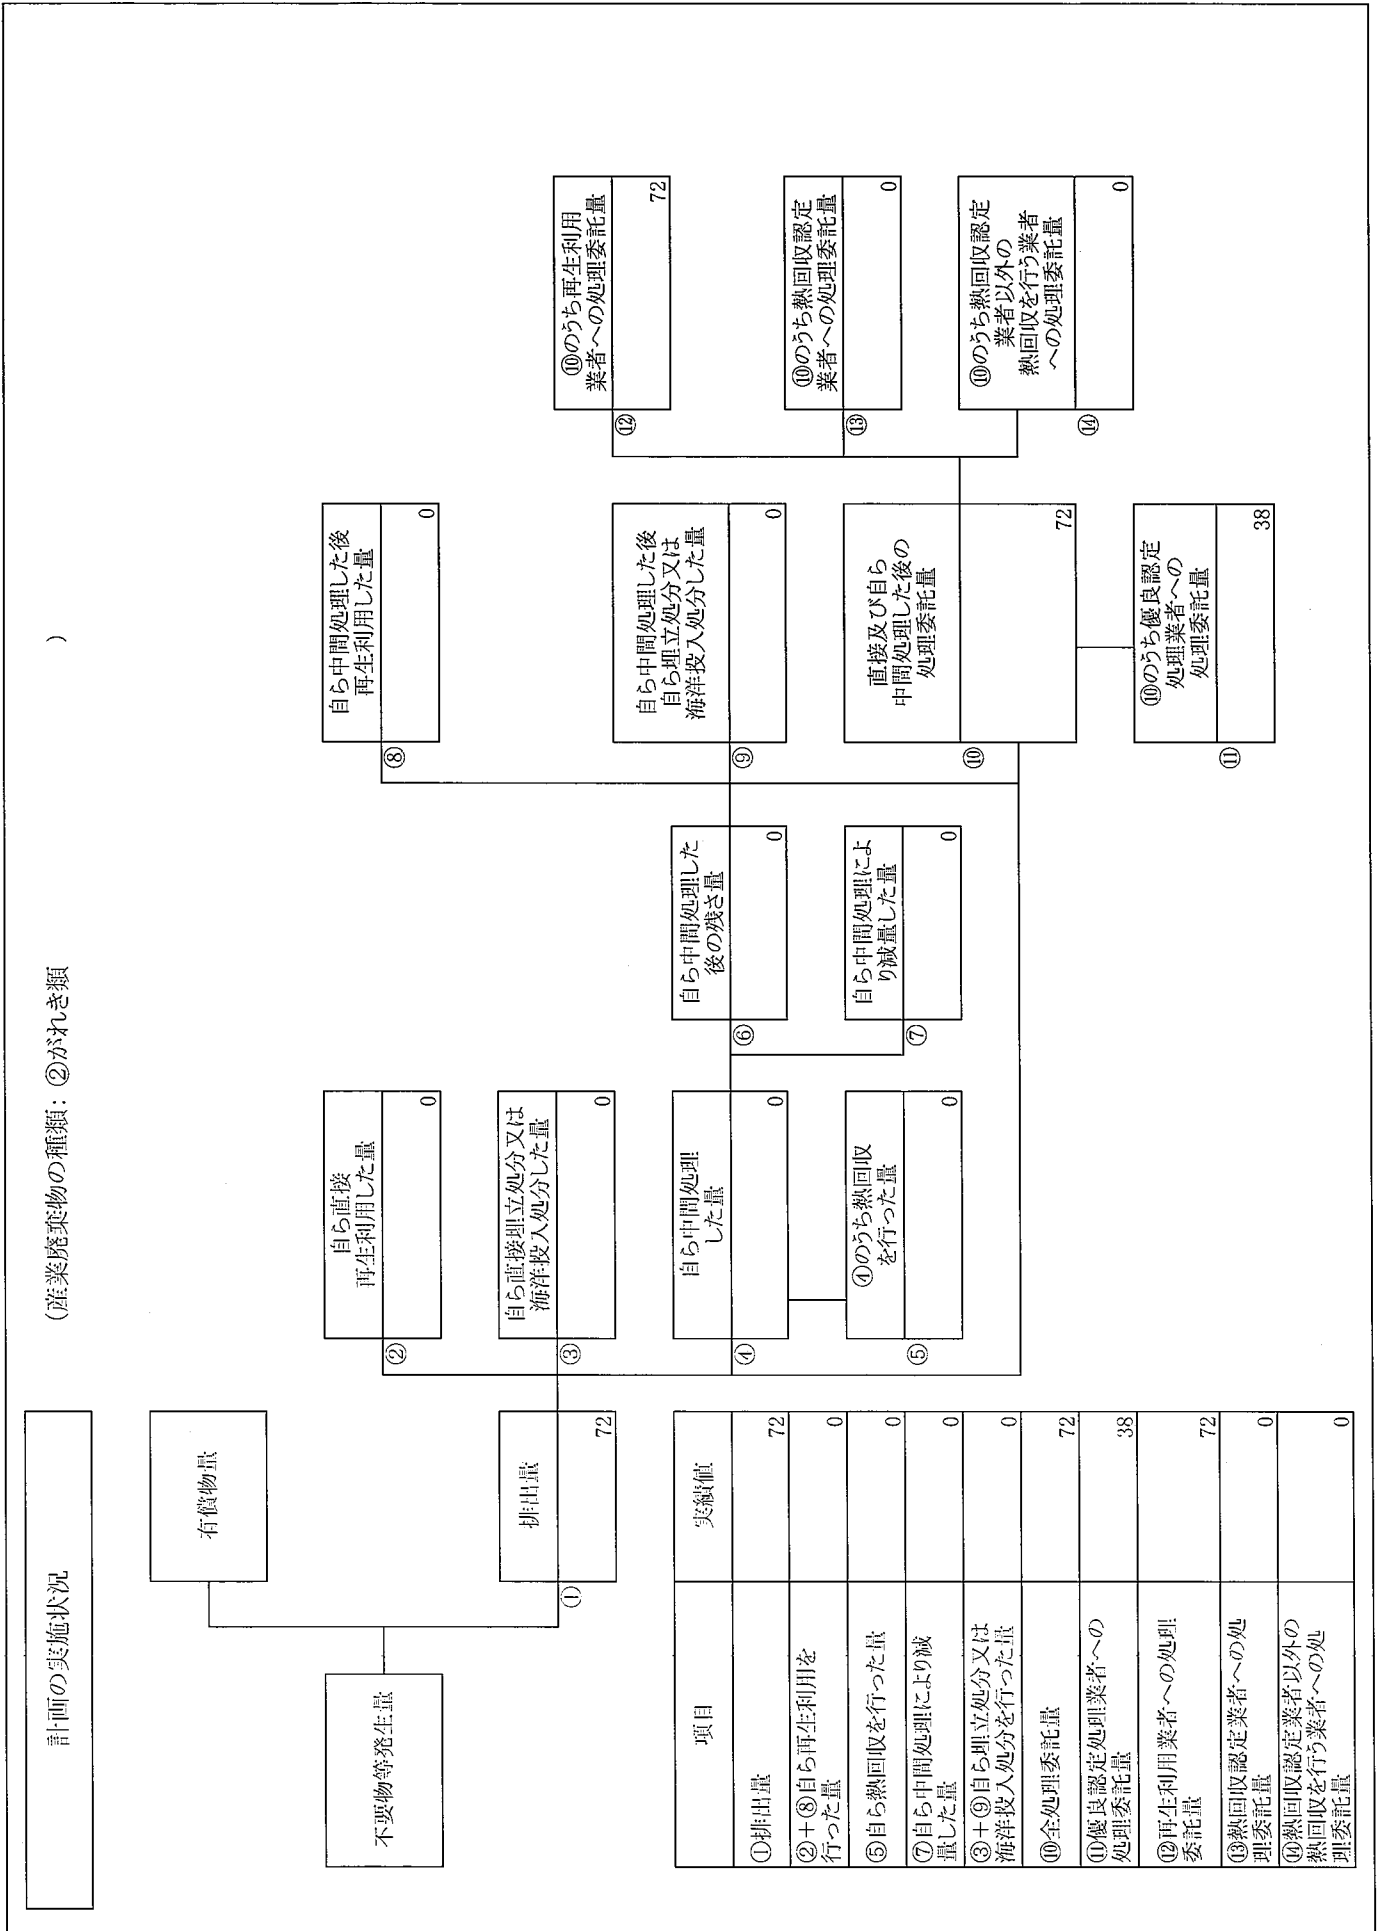 計画の実施状況
(産業廃棄物の種類: ②がれき類 )
不要物等発生量
有償物量
①
排出量
72
②
自ら直接
再生利用した量
0
③
自ら直接埋立処分又は
海洋投入処分した量
0
④
自ら中間処理
した量
0
⑤
④のうち熱回収
を行った量
0
⑥
自ら中間処理した
後の残さ量
0
⑦
自ら中間処理によ
り減量した量
0
⑧
自ら中間処理した後
再生利用した量
0
⑨
自ら中間処理した後
自ら埋立処分又は
海洋投入処分した量
0
⑩
直接及び自ら
中間処理した後の
処理委託量
72
⑪
⑩のうち優良認定
処理業者への
処理委託量
38
⑫
⑩のうち再生利用
業者への処理委託量
72
⑬
⑩のうち熱回収認定
業者への処理委託量
0
⑭
⑩のうち熱回収認定
業者以外の
熱回収を行う業者
への処理委託量
0
項目 実績値
①排出量 72
②+⑧自ら再生利用を
行った量 0
⑤自ら熱回収を行った量 0
⑦自ら中間処理により減
量した量 0
③+⑨自ら埋立処分又は
海洋投入処分を行った量 0
⑩全処理委託量 72
⑪優良認定処理業者への
処理委託量 38
⑫再生利用業者への処理
委託量 72
⑬熱回収認定業者への処
理委託量 0
⑭熱回収認定業者以外の
熱回収を行う業者への処
理委託量 0